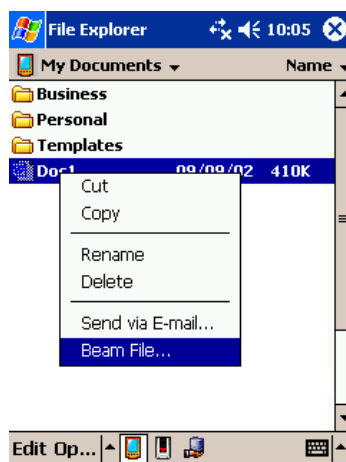 File Explorer 10:05
My Documents Name
Business
Personal
Templates
Doc1 09/09/02 410K
Cut
Copy
Rename
Delete
Send via E-mail...
Beam File...
Edit Op...